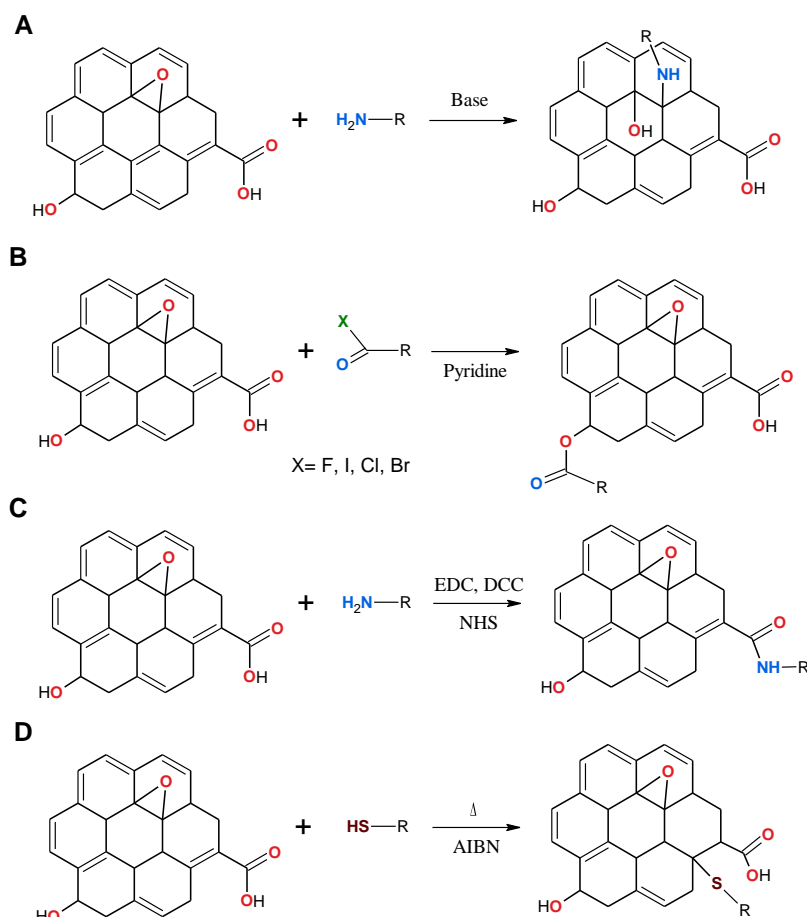 A
O
O
OH
HO
+
H₂N—R
Base
R
NH
OH
O
OH
HO
B
O
O
OH
HO
+
X
O
R
X= F, I, Cl, Br
Pyridine
O
O
OH
O
O
R
C
O
O
OH
HO
+
H₂N—R
EDC, DCC
NHS
O
O
NH—R
HO
D
O
O
OH
HO
+
HS—R
Δ
AIBN
O
O
OH
S
R
HO